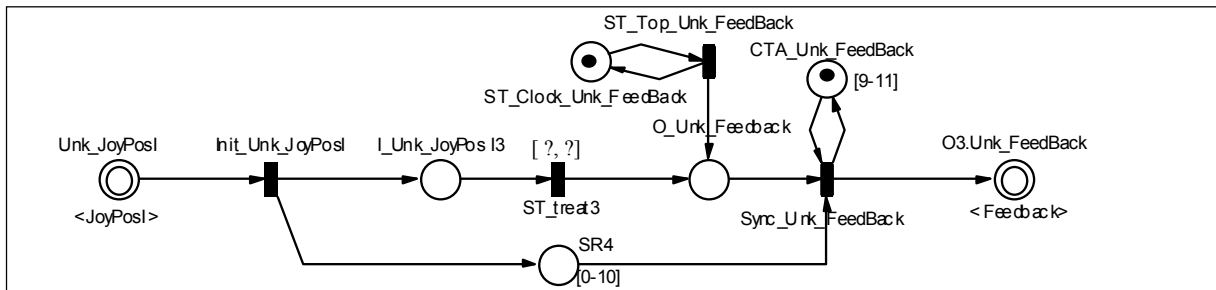 ST_Top_Unk_FeedBack
CTA_Unk_FeedBack
[9-11]
ST_Clock_Unk_FeedBack
O_Unk_Feedback
Unk_JoyPosI
Init_Unk_JoyPosI
I_Unk_JoyPos I3
[ ?, ?]
O3.Unk_FeedBack
<JoyPosI>
ST_treat3
Sync_Unk_FeedBack
<Feedback>
SR4
[0-10]